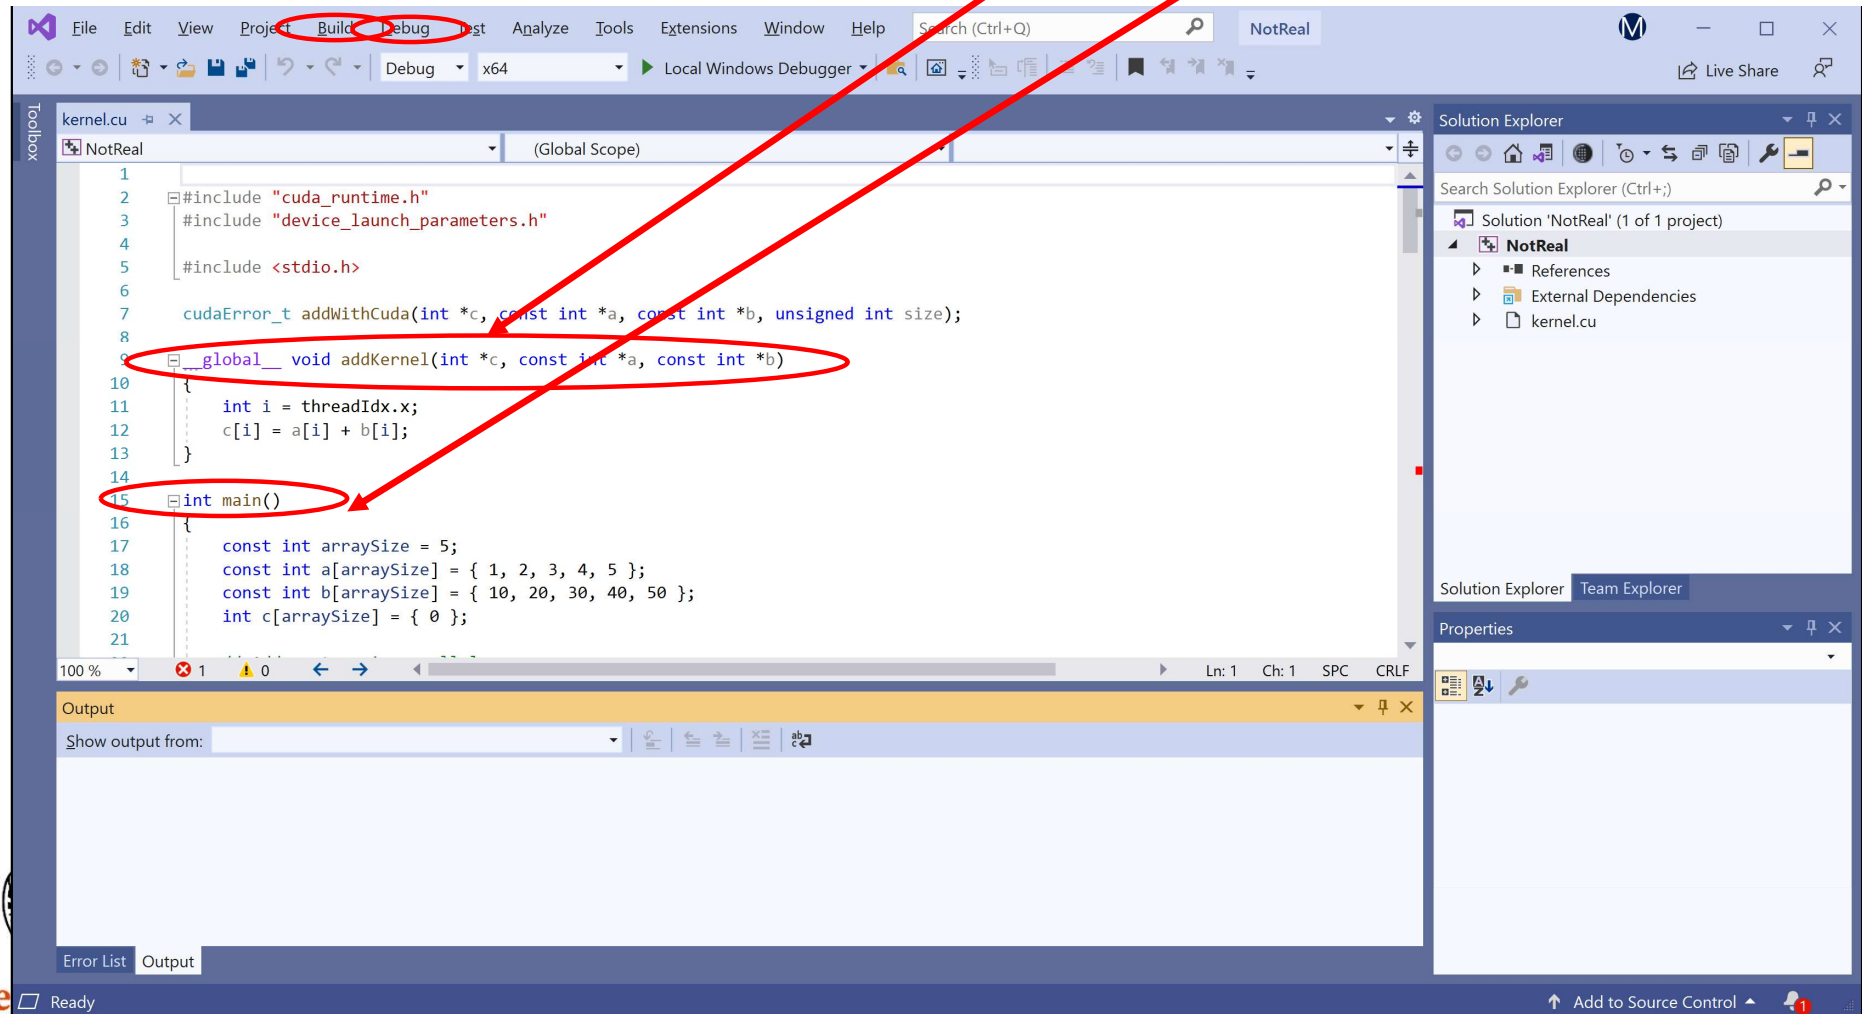 File Edit View Project Build Debug Test Analyze Tools Extensions Window Help Search (Ctrl+Q) NotReal M
Debug x64 Local Windows Debugger Live Share
Toolbox
kernel.cu
NotReal (Global Scope)
1
2 #include "cuda_runtime.h"
3 #include "device_launch_parameters.h"
4
5 #include <stdio.h>
6
7 cudaError_t addWithCuda(int *c, const int *a, const int *b, unsigned int size);
8
9 __global__ void addKernel(int *c, const int *a, const int *b)
10 {
11 int i = threadIdx.x;
12 c[i] = a[i] + b[i];
13 }
14
15 int main()
16 {
17 const int arraySize = 5;
18 const int a[arraySize] = { 1, 2, 3, 4, 5 };
19 const int b[arraySize] = { 10, 20, 30, 40, 50 };
20 int c[arraySize] = { 0 };
21
100 % 1 0 Ln: 1 Ch: 1 SPC CRLF
Output
Show output from:
Error List Output
Solution Explorer
Search Solution Explorer (Ctrl+;)
Solution 'NotReal' (1 of 1 project)
NotReal
References
External Dependencies
kernel.cu
Solution Explorer Team Explorer
Properties
Ready Add to Source Control 1